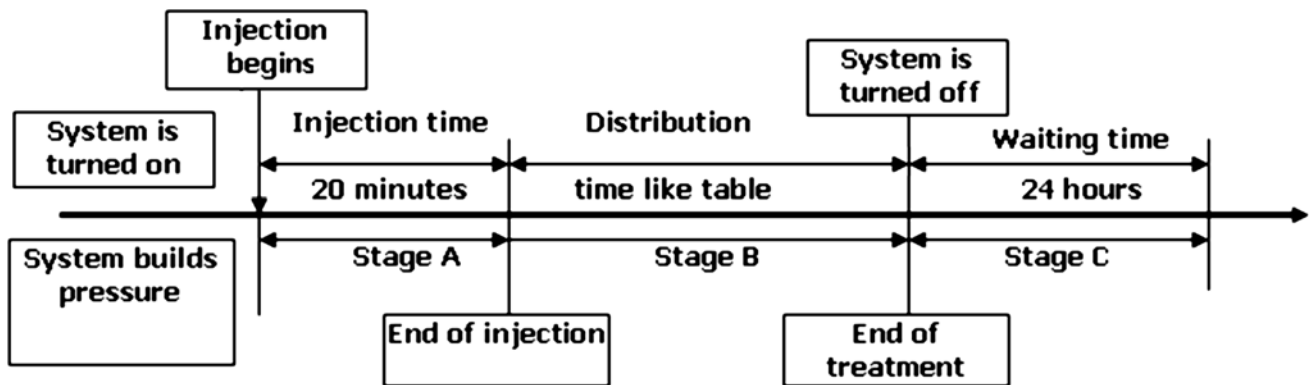 Injection
begins
System is
turned off
System is
turned on
Injection time
Distribution
Waiting time
20 minutes
time like table
24 hours
System builds
pressure
Stage A
Stage B
Stage C
End of injection
End of
treatment